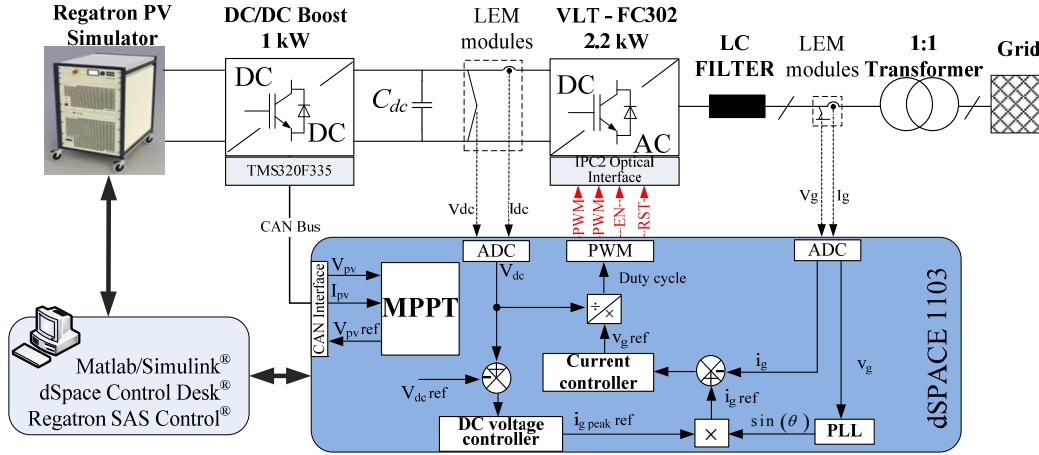 Regatron PV
Simulator
DC/DC Boost
1 kW
LEM
modules
VLT - FC302
2.2 kW
LC
FILTER
LEM
modules
1:1
Transformer
Grid
DC
DC
C_dc
DC
AC
TMS320F335
IPC2 Optical
Interface
CAN Bus
Vdc
Idc
PWM
PWM
EN
RST
Vg
Ig
ADC
PWM
ADC
CAN Interface
Vpv
Ipv
Vpv ref
MPPT
Vdc
Duty cycle
÷
×
vg ref
Current
controller
ig
ig ref
vg
Vdc ref
DC voltage
controller
ig peak ref
×
sin (θ)
PLL
dSPACE 1103
Matlab/Simulink®
dSpace Control Desk®
Regatron SAS Control®